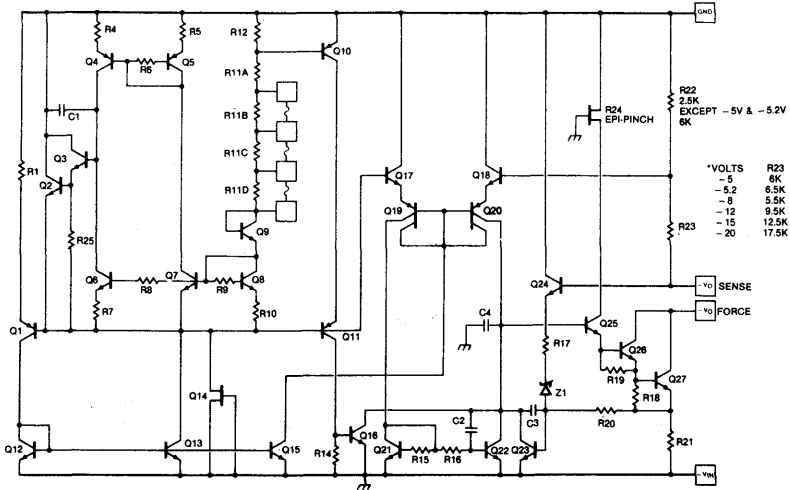 GND
R4
R5
R12
Q4
Q5
Q10
R6
R11A
R22
2.5K
EXCEPT -5V & -5.2V
6K
R24
EPI-PINCH
C1
R11B
Q3
R1
R11C
Q2
Q17
Q18
*VOLTS R23
-5 6K
-5.2 6.5K
-8 5.5K
-12 9.5K
-15 12.5K
-20 17.5K
R11D
Q19
Q20
R23
R25
Q9
Q6
R8
Q7
R9
Q8
Q24
-VO SENSE
R7
R10
-VO FORCE
Q1
Q11
C4
Q25
R17
Q26
Q14
R19
Q27
Z1
R18
C2
C3
R20
Q12
Q13
Q15
R14
Q16
Q21
R15
R16
Q22
Q23
R21
-VIN